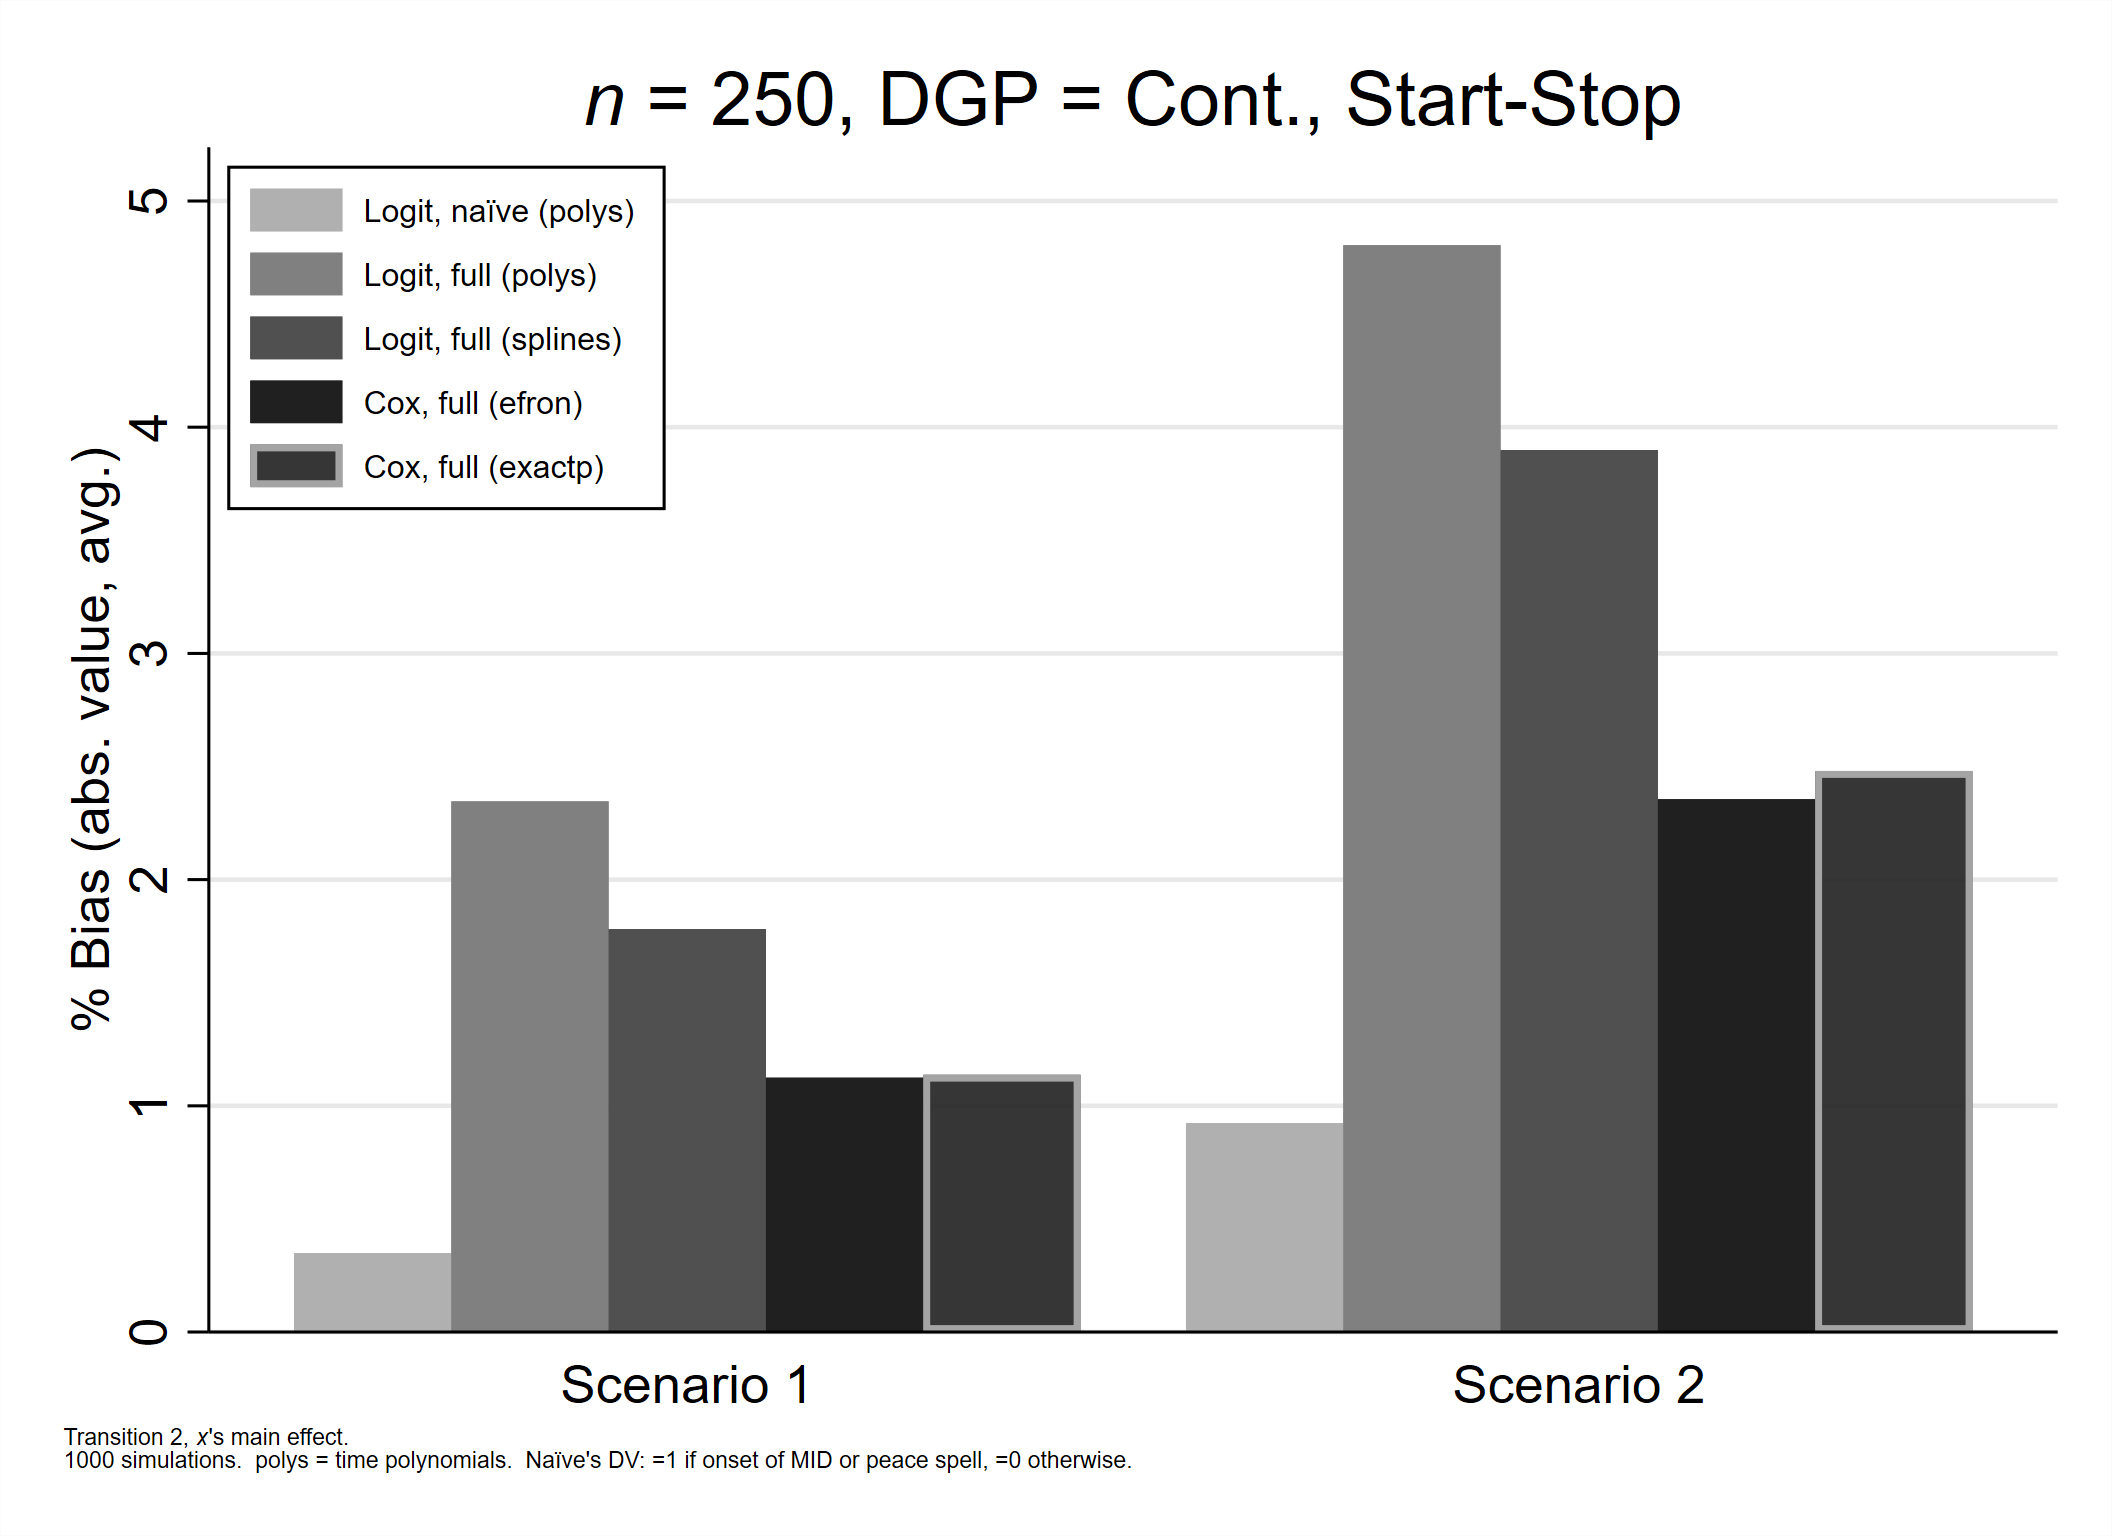 n = 250, DGP = Cont., Start-Stop
Logit, naïve (polys)
Logit, full (polys)
Logit, full (splines)
Cox, full (efron)
Cox, full (exactp)
% Bias (abs. value, avg.)
5
4
3
2
1
0
Scenario 1
Scenario 2
Transition 2, x's main effect.
1000 simulations.  polys = time polynomials.  Naïve's DV: =1 if onset of MID or peace spell, =0 otherwise.